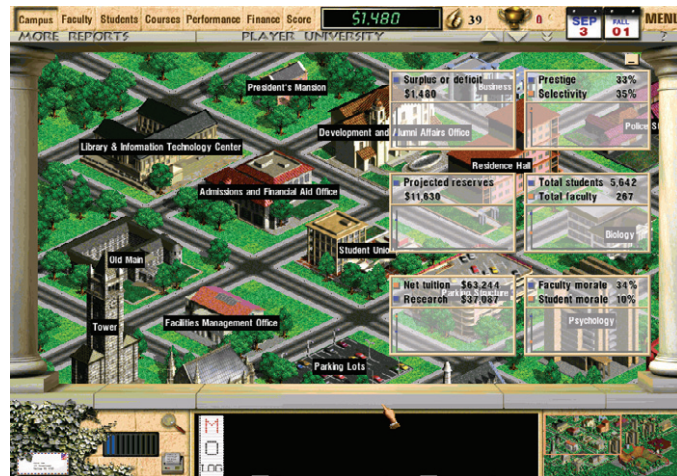 Campus Faculty Students Courses Performance Finance Score $1,480 39 0 SEP 3 FALL 01 MENU
MORE REPORTS PLAYER UNIVERSITY ?
President's Mansion
Surplus or deficit
$1,480
Business
Prestige 33%
Selectivity 35%
Development and Alumni Affairs Office
Police
Library & Information Technology Center
Residence Hall
Admissions and Financial Aid Office
Projected reserves
$11,630
Total students 5,642
Total faculty 267
Biology
Student Union
Old Main
Net tuition $63,244
Research $37,087
Parking Structure
Faculty morale 34%
Student morale 10%
Psychology
Tower
Facilities Management Office
Parking Lots
M
O
LOG